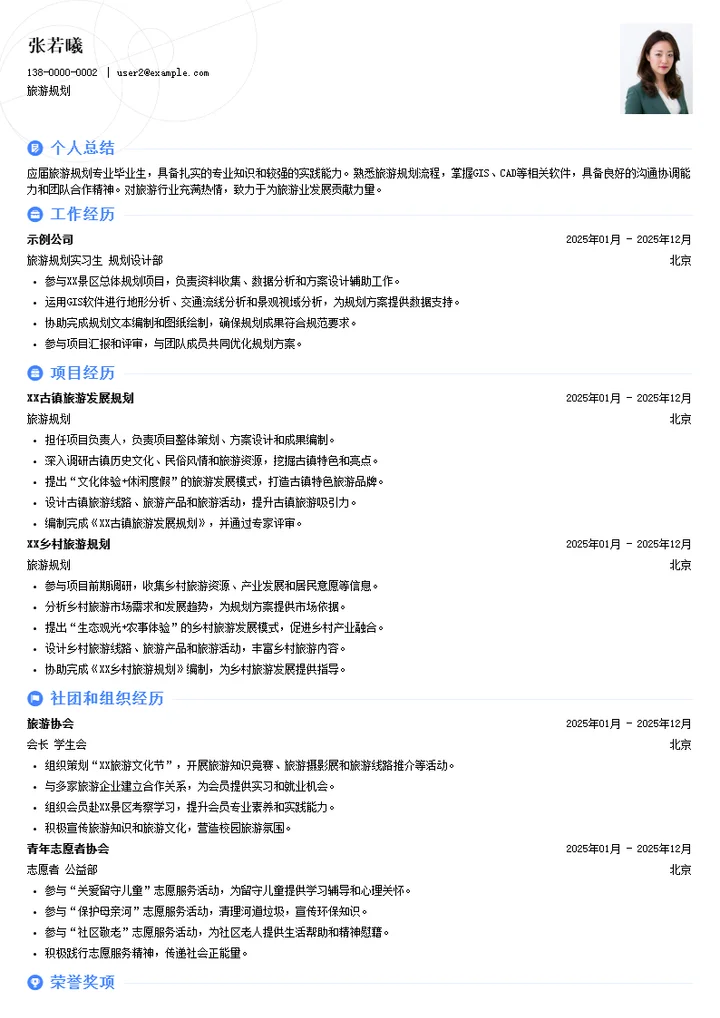 张若曦
138-0000-0002 | user2@example.com
旅游规划
个人总结
应届旅游规划专业毕业生，具备扎实的专业知识和较强的实践能力。熟悉旅游规划流程，掌握GIS、CAD等相关软件，具备良好的沟通协调能
力和团队合作精神。对旅游行业充满热情，致力于为旅游业发展贡献力量。
工作经历
示例公司 2025年01月 - 2025年12月
旅游规划实习生 规划设计部 北京
• 参与XX景区总体规划项目，负责资料收集、数据分析和方案设计辅助工作。
• 运用GIS软件进行地形分析、交通流线分析和景观视域分析，为规划方案提供数据支持。
• 协助完成规划文本编制和图纸绘制，确保规划成果符合规范要求。
• 参与项目汇报和评审，与团队成员共同优化规划方案。
项目经历
XX古镇旅游发展规划 2025年01月 - 2025年12月
旅游规划 北京
• 担任项目负责人，负责项目整体策划、方案设计和成果编制。
• 深入调研古镇历史文化、民俗风情和旅游资源，挖掘古镇特色和亮点。
• 提出“文化体验+休闲度假”的旅游发展模式，打造古镇特色旅游品牌。
• 设计古镇旅游线路、旅游产品和旅游活动，提升古镇旅游吸引力。
• 编制完成《XX古镇旅游发展规划》，并通过专家评审。
XX乡村旅游规划 2025年01月 - 2025年12月
旅游规划 北京
• 参与项目前期调研，收集乡村旅游资源、产业发展和居民意愿等信息。
• 分析乡村旅游市场需求和发展趋势，为规划方案提供市场依据。
• 提出“生态观光+农事体验”的乡村旅游发展模式，促进乡村产业融合。
• 设计乡村旅游线路、旅游产品和旅游活动，丰富乡村旅游内容。
• 协助完成《XX乡村旅游规划》编制，为乡村旅游发展提供指导。
社团和组织经历
旅游协会 2025年01月 - 2025年12月
会长 学生会 北京
• 组织策划“XX旅游文化节”，开展旅游知识竞赛、旅游摄影展和旅游线路推介等活动。
• 与多家旅游企业建立合作关系，为会员提供实习和就业机会。
• 组织会员赴XX景区考察学习，提升会员专业素养和实践能力。
• 积极宣传旅游知识和旅游文化，营造校园旅游氛围。
青年志愿者协会 2025年01月 - 2025年12月
志愿者 公益部 北京
• 参与“关爱留守儿童”志愿服务活动，为留守儿童提供学习辅导和心理关怀。
• 参与“保护母亲河”志愿服务活动，清理河道垃圾，宣传环保知识。
• 参与“社区敬老”志愿服务活动，为社区老人提供生活帮助和精神慰藉。
• 积极践行志愿服务精神，传递社会正能量。
荣誉奖项